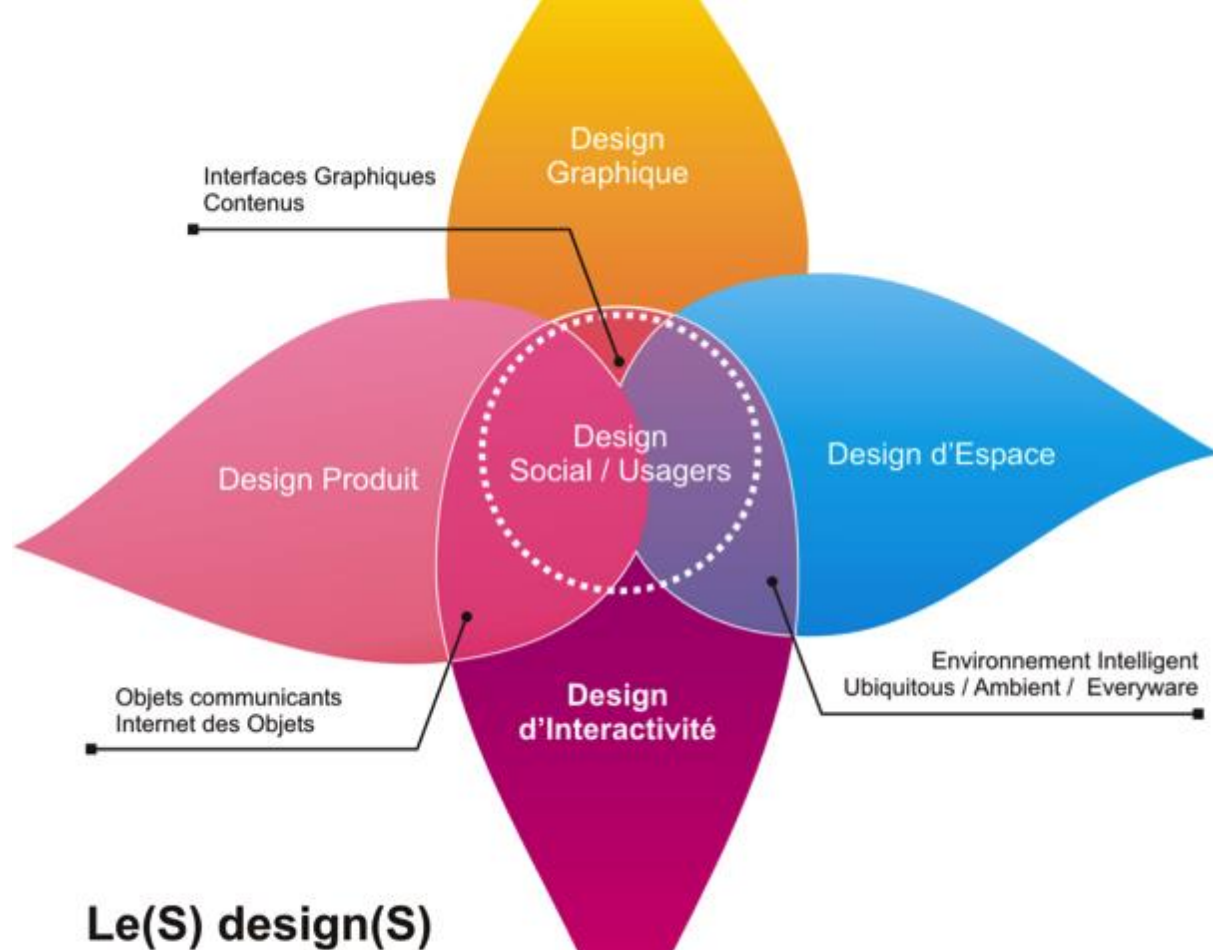 Design
Graphique
Interfaces Graphiques
Contenus
Design
Social / Usagers
Design Produit
Design d'Espace
Objets communicants
Internet des Objets
Design
d'Interactivité
Environnement Intelligent
Ubiquitous / Ambient / Everyware
Le(S) design(S)